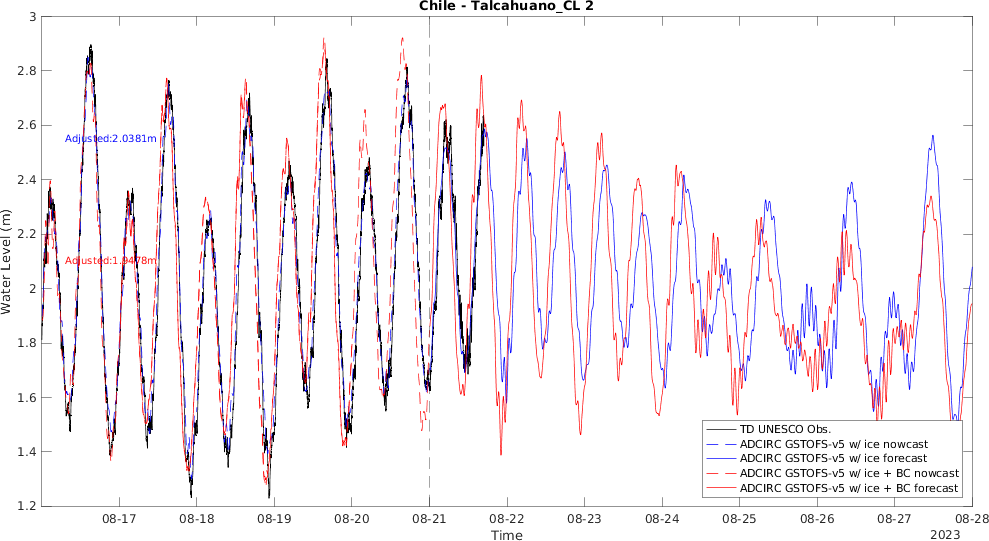 Chile - Talcahuano_CL 2
3
2.8
2.6
2.4
2.2
2
1.8
1.6
1.4
1.2
Water Level (m)
Adjusted:2.0381m
Adjusted:1.9478m
TD UNESCO Obs.
ADCIRC GSTOFS-v5 w/ ice nowcast
ADCIRC GSTOFS-v5 w/ ice forecast
ADCIRC GSTOFS-v5 w/ ice + BC nowcast
ADCIRC GSTOFS-v5 w/ ice + BC forecast
08-17 08-18 08-19 08-20 08-21 08-22 08-23 08-24 08-25 08-26 08-27 08-28
Time
2023